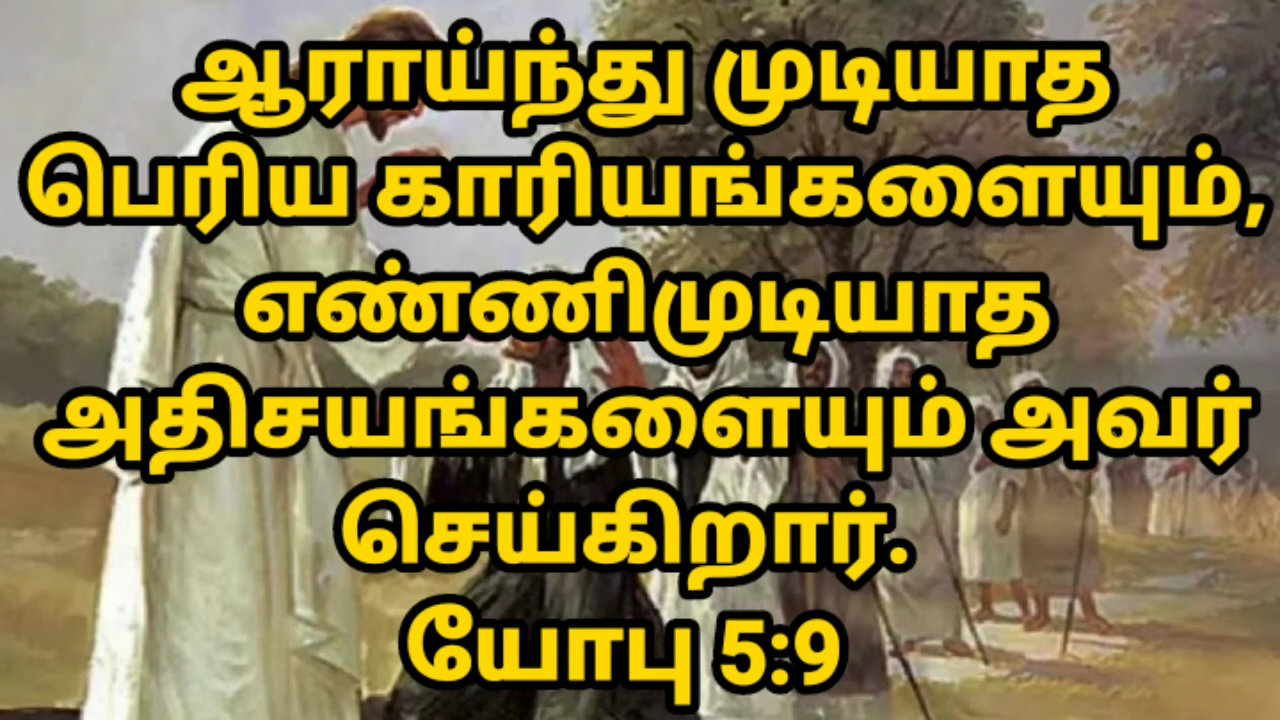 ஆராய்ந்து முடியாத
பெரிய காரியங்களையும்,
எண்ணிமுடியாத
அதிசயங்களையும் அவர்
செய்கிறார்.
யோபு 5:9